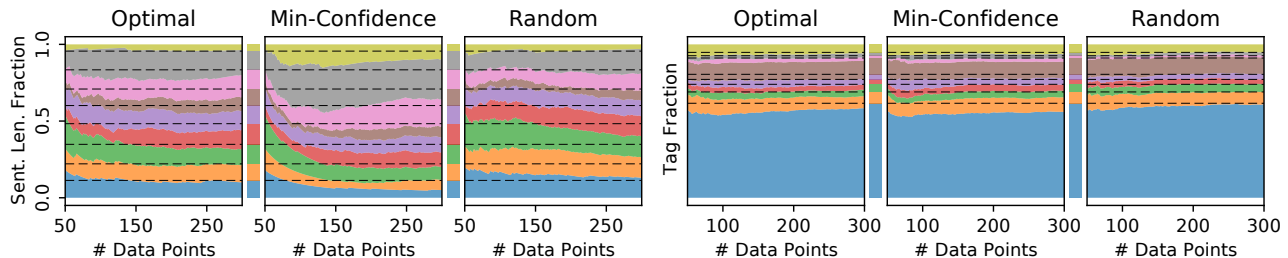 Optimal Min-Confidence Random Optimal Min-Confidence Random
Sent. Len. Fraction
1.0
0.5
0.0
Tag Fraction
50 150 250 50 150 250 50 150 250 100 200 300 100 200 300 100 200 300
# Data Points # Data Points # Data Points # Data Points # Data Points # Data Points